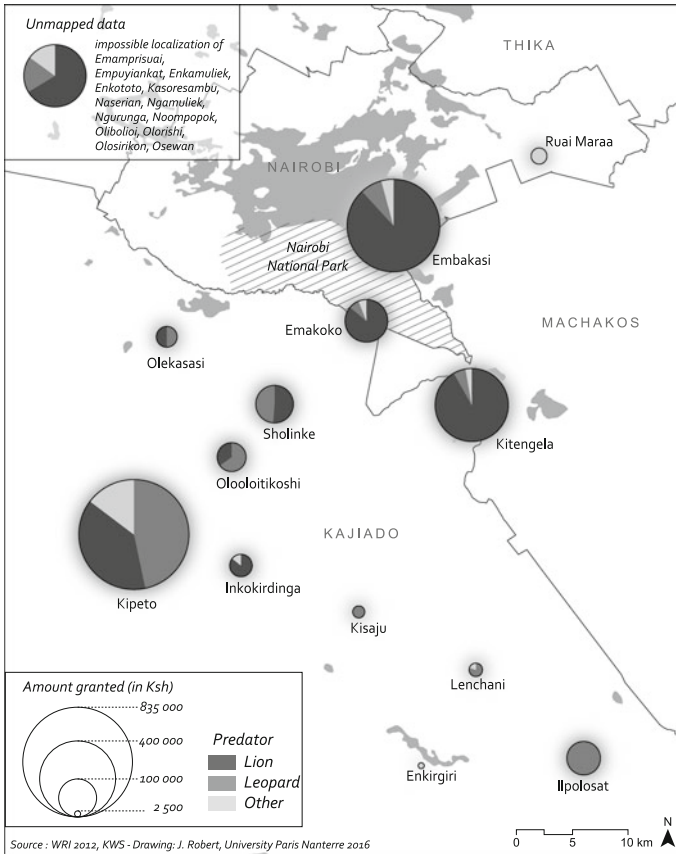 Unmapped data
impossible localization of
Emamprisuai,
Empuyiankat, Enkamuliek,
Enkototo, Kasoresambu,
Naserian, Ngamuliek,
Ngurunga, Noompopok,
Olibolioi, Olorishi,
Olosirikon, Osewan
THIKA
Ruai Maraa
NAIROBI
Nairobi
National Park
Embakasi
MACHAKOS
Emakoko
Olekasasi
Sholinke
Kitengela
Olooloitikoshi
KAJIADO
Inkokirdinga
Kipeto
Kisaju
Lenchani
Enkirgiri
Ilpolosat
Amount granted (in Ksh)
835 000
400 000
100 000
2 500
Predator
Lion
Leopard
Other
N
0 5 10 km
Source : WRI 2012, KWS - Drawing: J. Robert, University Paris Nanterre 2016